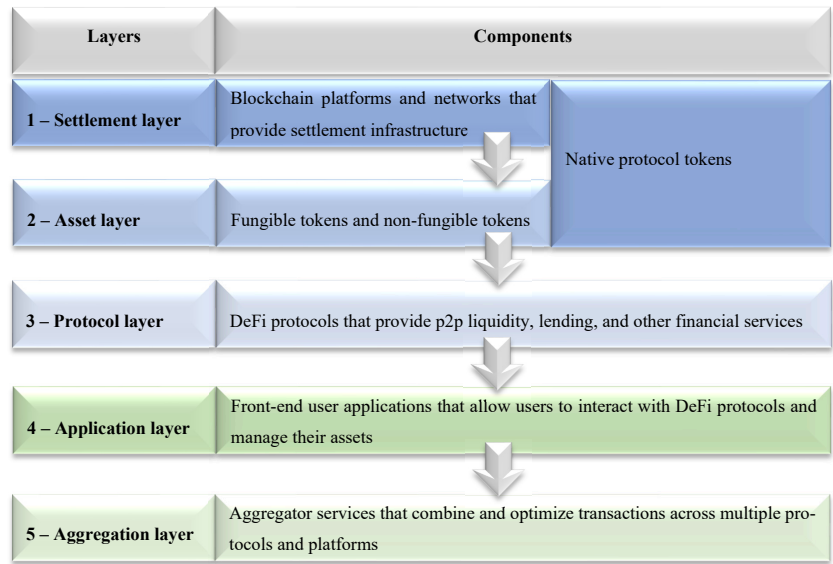 Layers
Components
1 – Settlement layer
Blockchain platforms and networks that
provide settlement infrastructure
Native protocol tokens
2 – Asset layer
Fungible tokens and non-fungible tokens
3 – Protocol layer
DeFi protocols that provide p2p liquidity, lending, and other financial services
4 – Application layer
Front-end user applications that allow users to interact with DeFi protocols and
manage their assets
5 – Aggregation layer
Aggregator services that combine and optimize transactions across multiple pro-
tocols and platforms